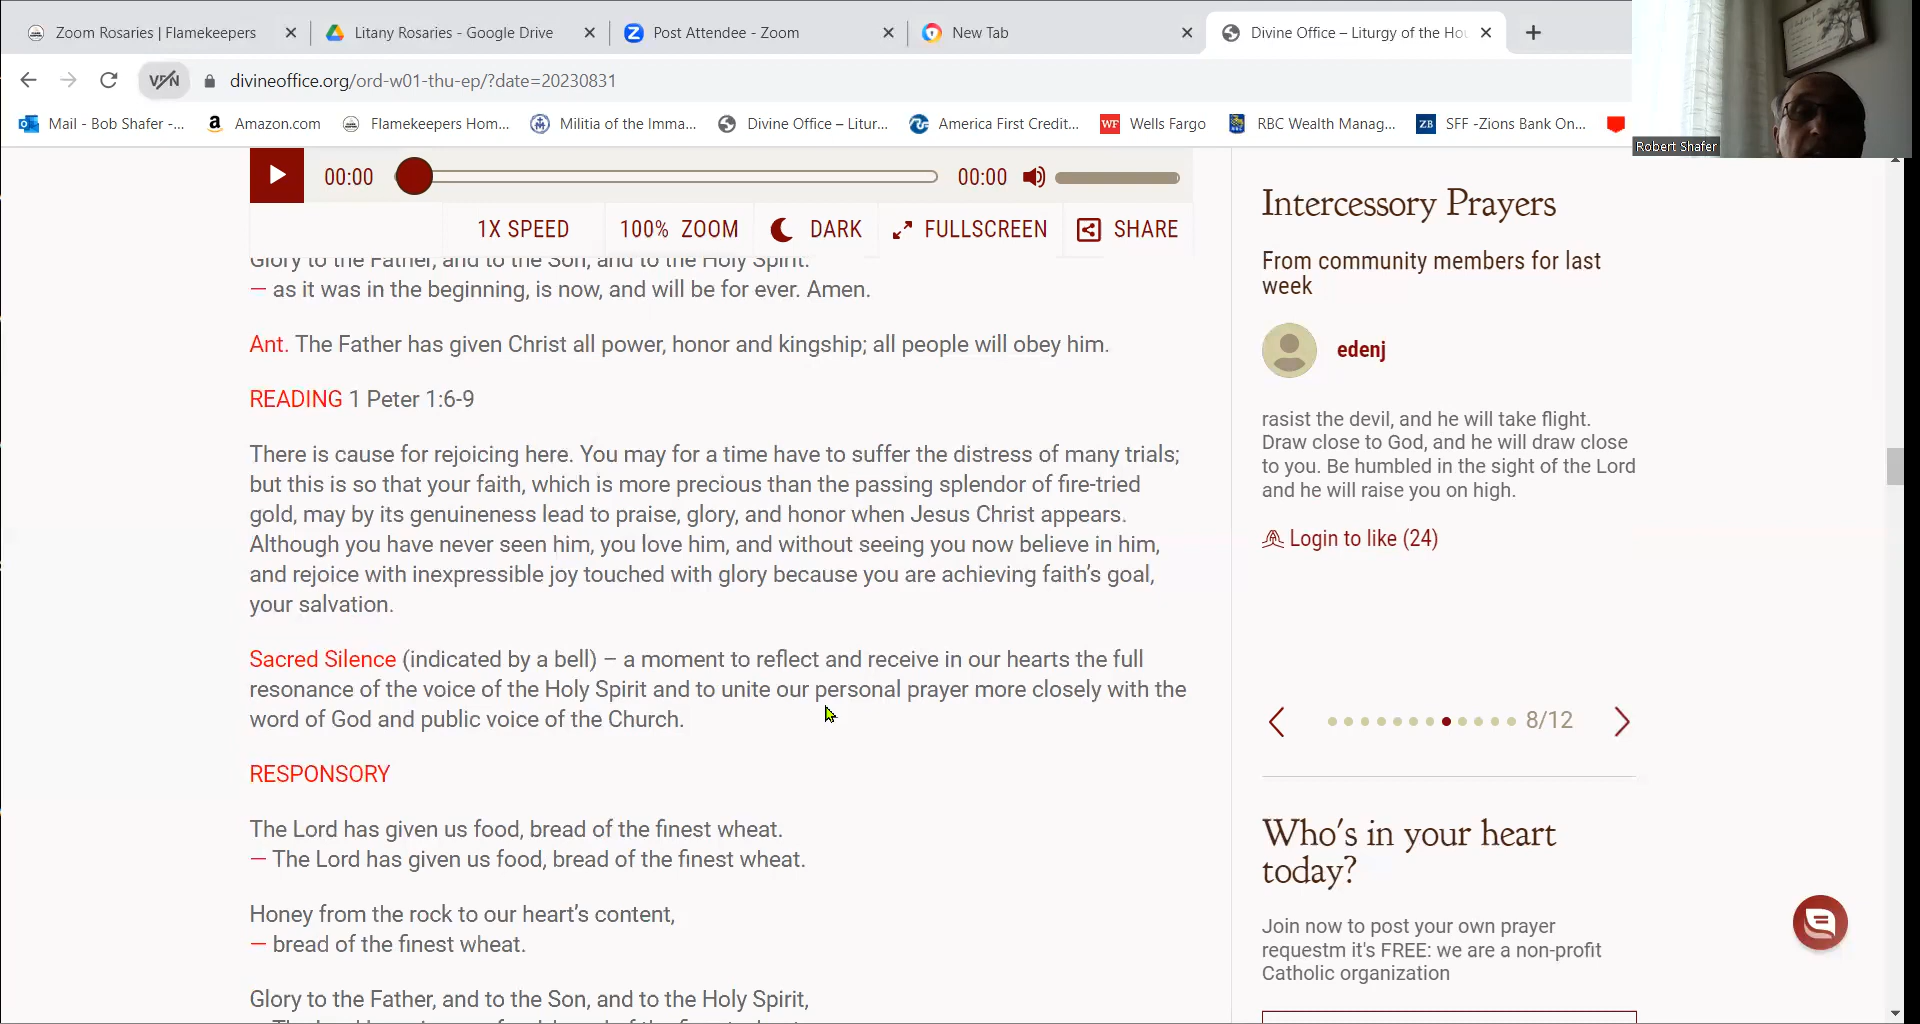 Zoom Rosaries | Flamekeepers
Litany Rosaries - Google Drive
Post Attendee - Zoom
New Tab
Divine Office – Liturgy of the Hou
VPN
divineoffice.org/ord-w01-thu-ep/?date=20230831
Mail - Bob Shafer -...
Amazon.com
Flamekeepers Hom...
Militia of the Imma...
Divine Office – Litur...
America First Credit...
WF Wells Fargo
RBC Wealth Manag...
ZB SFF -Zions Bank On...
Robert Shafer
00:00
00:00
1X SPEED
100% ZOOM
DARK
FULLSCREEN
SHARE
Glory to the Father, and to the Son, and to the Holy Spirit:
— as it was in the beginning, is now, and will be for ever. Amen.
Ant. The Father has given Christ all power, honor and kingship; all people will obey him.
READING 1 Peter 1:6-9
There is cause for rejoicing here. You may for a time have to suffer the distress of many trials;
but this is so that your faith, which is more precious than the passing splendor of fire-tried
gold, may by its genuineness lead to praise, glory, and honor when Jesus Christ appears.
Although you have never seen him, you love him, and without seeing you now believe in him,
and rejoice with inexpressible joy touched with glory because you are achieving faith’s goal,
your salvation.
Sacred Silence (indicated by a bell) – a moment to reflect and receive in our hearts the full
resonance of the voice of the Holy Spirit and to unite our personal prayer more closely with the
word of God and public voice of the Church.
RESPONSORY
The Lord has given us food, bread of the finest wheat.
— The Lord has given us food, bread of the finest wheat.
Honey from the rock to our heart’s content,
— bread of the finest wheat.
Glory to the Father, and to the Son, and to the Holy Spirit,
Intercessory Prayers
From community members for last
week
edenj
rasist the devil, and he will take flight.
Draw close to God, and he will draw close
to you. Be humbled in the sight of the Lord
and he will raise you on high.
Login to like (24)
8/12
Who's in your heart
today?
Join now to post your own prayer
requestm it's FREE: we are a non-profit
Catholic organization